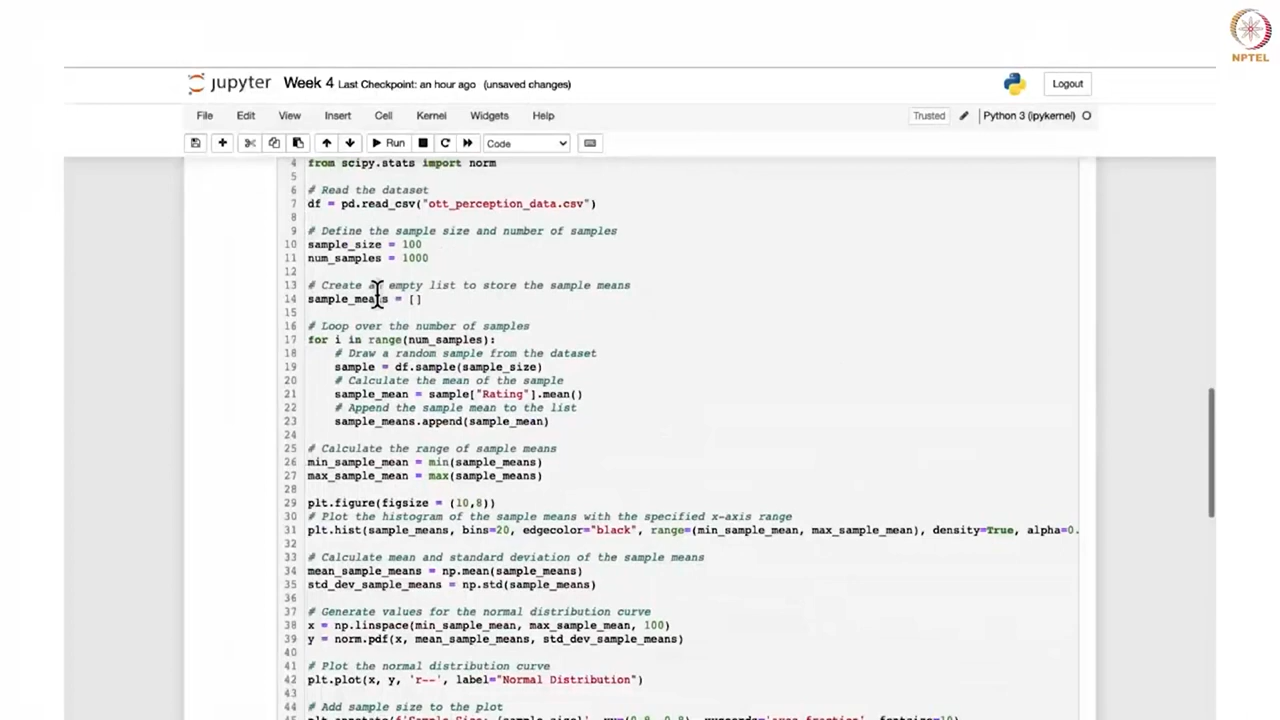 NPTEL
jupyter Week 4 Last Checkpoint: an hour ago (unsaved changes)
Logout
File Edit View Insert Cell Kernel Widgets Help
Trusted Python 3 (ipykernel)
Run Code
4 from scipy.stats import norm
5
6 # Read the dataset
7 df = pd.read_csv("ott_perception_data.csv")
8
9 # Define the sample size and number of samples
10 sample_size = 100
11 num_samples = 1000
12
13 # Create an empty list to store the sample means
14 sample_means = []
15
16 # Loop over the number of samples
17 for i in range(num_samples):
18 # Draw a random sample from the dataset
19 sample = df.sample(sample_size)
20 # Calculate the mean of the sample
21 sample_mean = sample["Rating"].mean()
22 # Append the sample mean to the list
23 sample_means.append(sample_mean)
24
25 # Calculate the range of sample means
26 min_sample_mean = min(sample_means)
27 max_sample_mean = max(sample_means)
28
29 plt.figure(figsize = (10,8))
30 # Plot the histogram of the sample means with the specified x-axis range
31 plt.hist(sample_means, bins=20, edgecolor="black", range=(min_sample_mean, max_sample_mean), density=True, alpha=0.
32
33 # Calculate mean and standard deviation of the sample means
34 mean_sample_means = np.mean(sample_means)
35 std_dev_sample_means = np.std(sample_means)
36
37 # Generate values for the normal distribution curve
38 x = np.linspace(min_sample_mean, max_sample_mean, 100)
39 y = norm.pdf(x, mean_sample_means, std_dev_sample_means)
40
41 # Plot the normal distribution curve
42 plt.plot(x, y, 'r--', label="Normal Distribution")
43
44 # Add sample size to the plot